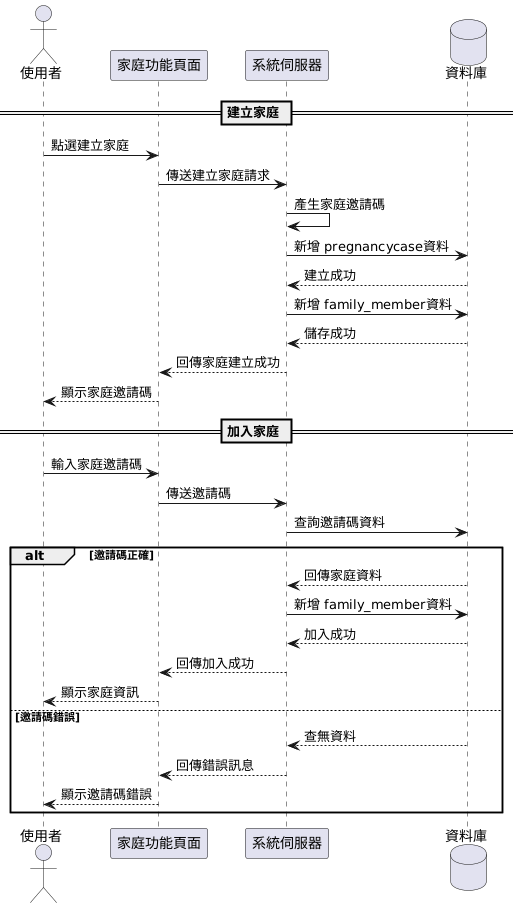 使用者
家庭功能頁面
系統伺服器
資料庫
建立家庭
點選建立家庭
傳送建立家庭請求
產生家庭邀請碼
新增 pregnancycase資料
建立成功
新增 family_member資料
儲存成功
回傳家庭建立成功
顯示家庭邀請碼
加入家庭
輸入家庭邀請碼
傳送邀請碼
查詢邀請碼資料
alt [邀請碼正確]
回傳家庭資料
新增 family_member資料
加入成功
回傳加入成功
顯示家庭資訊
[邀請碼錯誤]
查無資料
回傳錯誤訊息
顯示邀請碼錯誤
使用者
家庭功能頁面
系統伺服器
資料庫